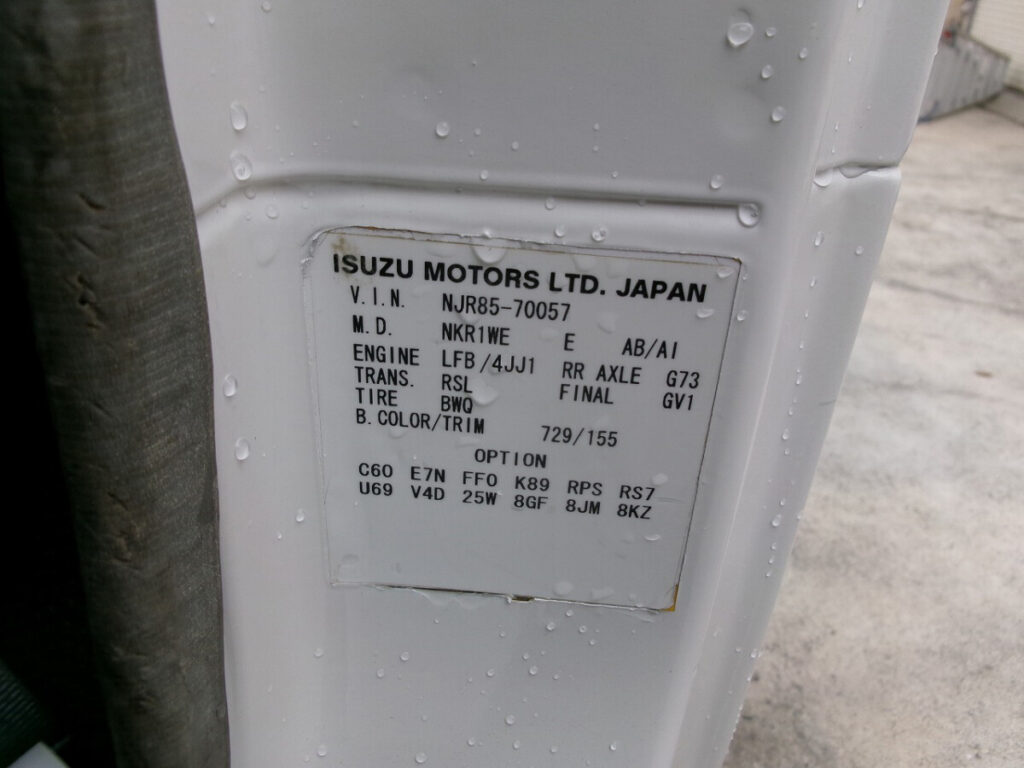 ISUZU MOTORS LTD. JAPAN
V.I.N. NJR85-70057
M.D. NKR1WE E AB/AI
ENGINE LFB/4JJ1 RR AXLE G73
TRANS. RSL FINAL GV1
TIRE BWQ
B.COLOR/TRIM 729/155
OPTION
C60 E7N FF0 K89 RPS RS7
U69 V4D 25W 8GF 8JM 8KZ